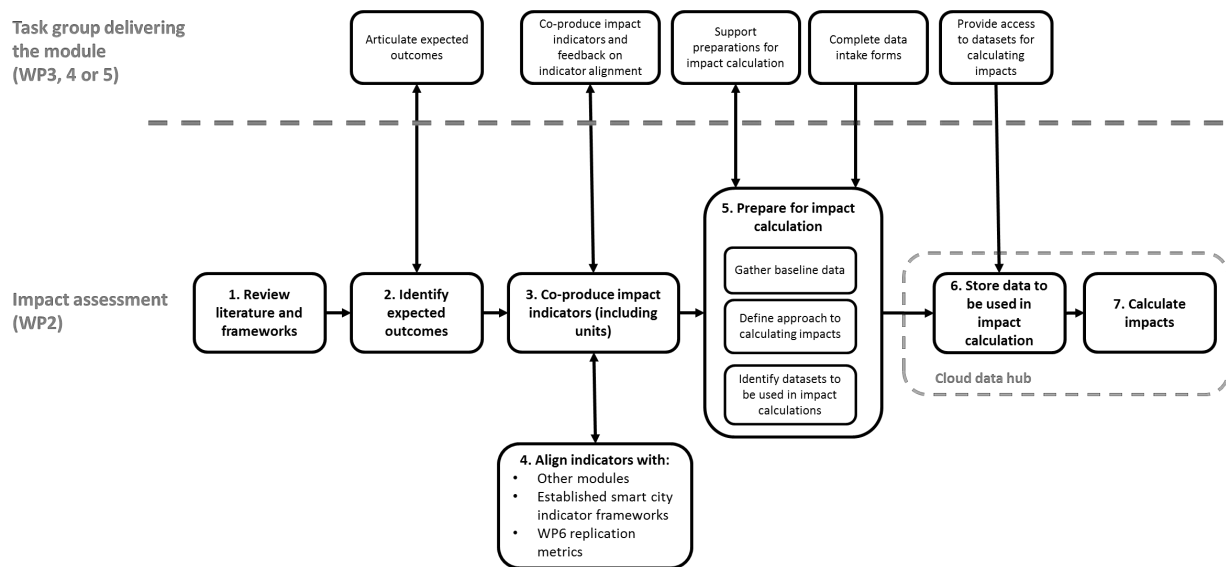 Task group delivering
the module
(WP3, 4 or 5)
Articulate expected
outcomes
Co-produce impact
indicators and
feedback on
indicator alignment
Support
preparations for
impact calculation
Complete data
intake forms
Provide access
to datasets for
calculating
impacts
Impact assessment
(WP2)
1. Review
literature and
frameworks
2. Identify
expected
outcomes
3. Co-produce impact
indicators (including
units)
4. Align indicators with:
• Other modules
• Established smart city
indicator frameworks
• WP6 replication
metrics
5. Prepare for impact
calculation
Gather baseline data
Define approach to
calculating impacts
Identify datasets to
be used in impact
calculations
6. Store data to
be used in
impact
calculation
7. Calculate
impacts
Cloud data hub